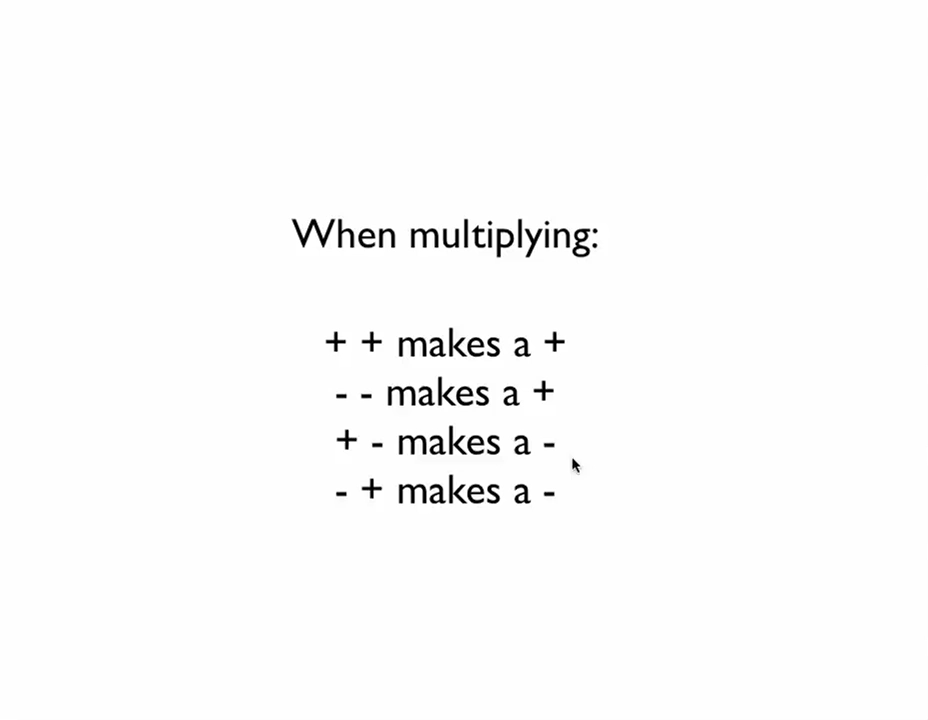 When multiplying:
+ + makes a +
- - makes a +
+ - makes a -
- + makes a -